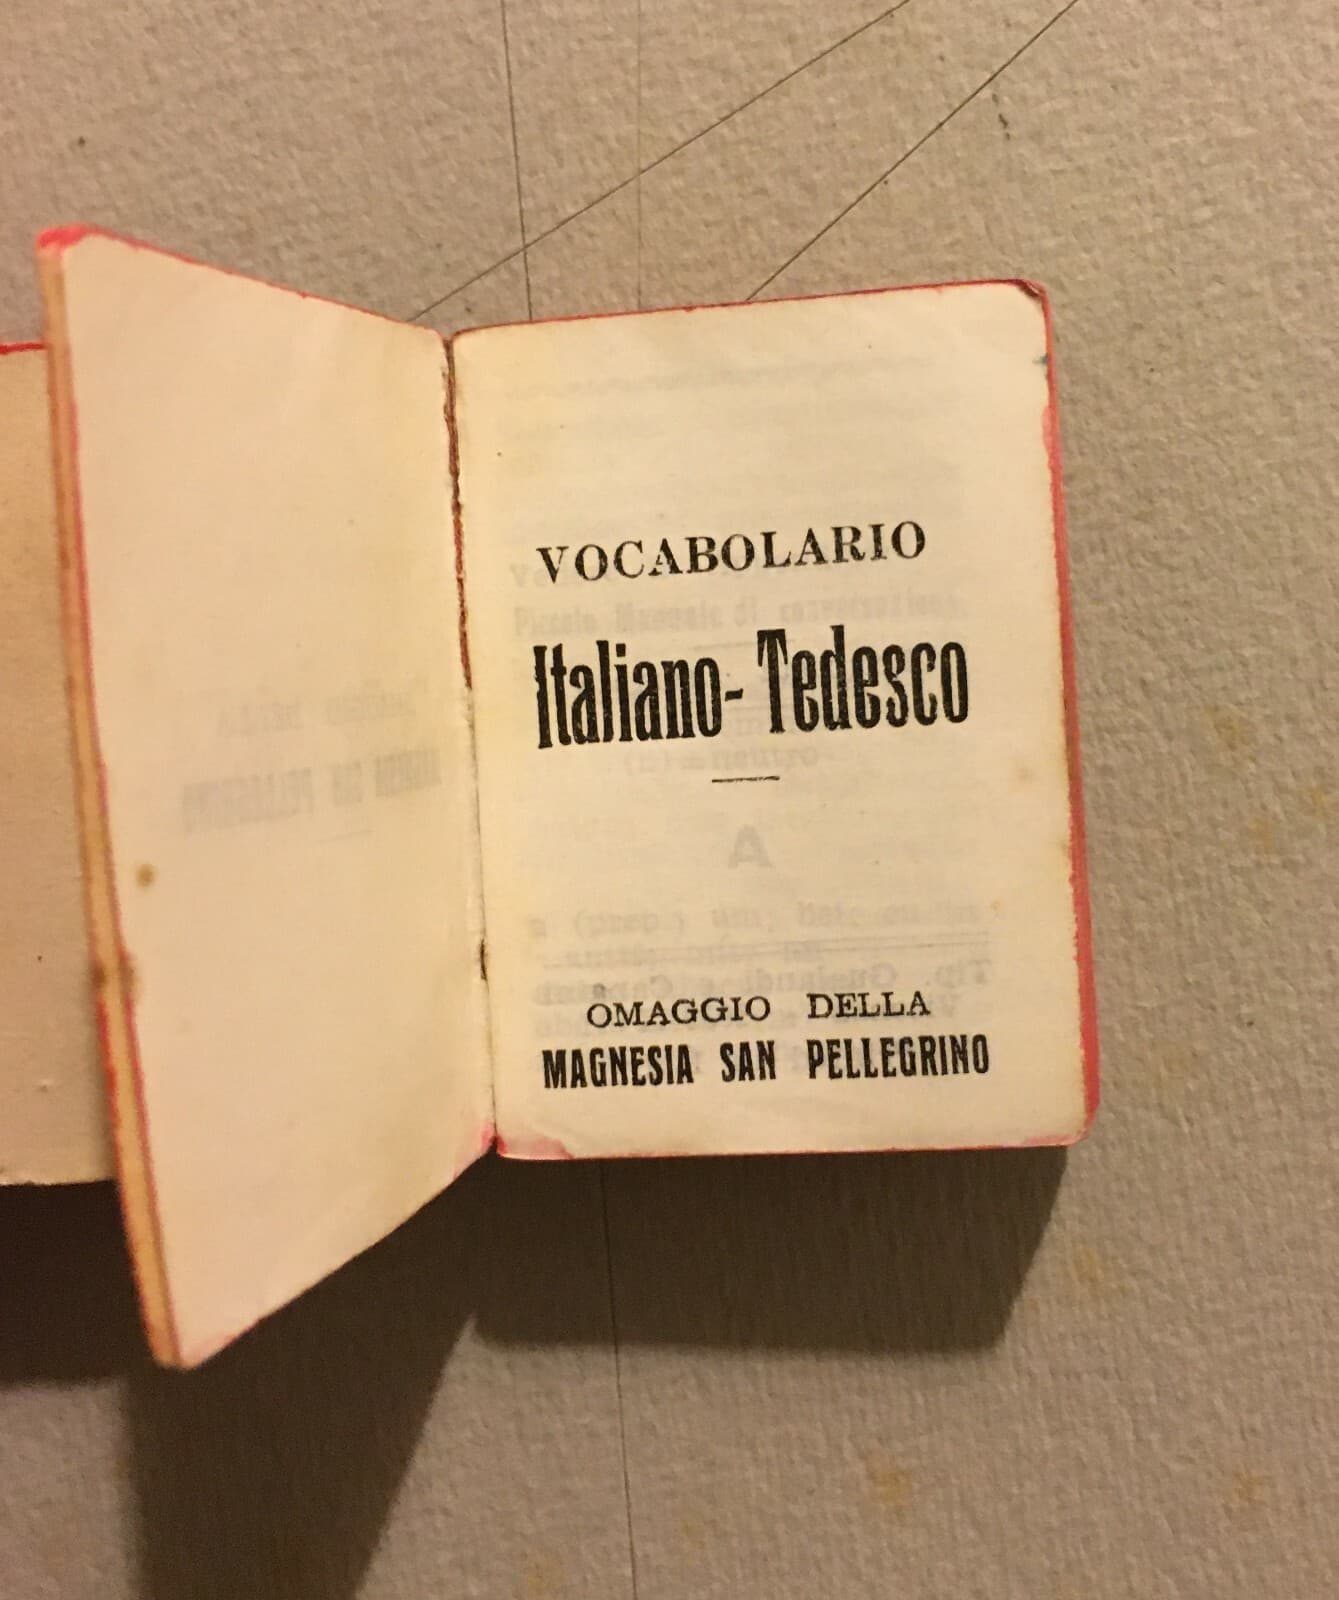 VOCABOLARIO
Italiano-Tedesco
OMAGGIO DELLA
MAGNESIA SAN PELLEGRINO